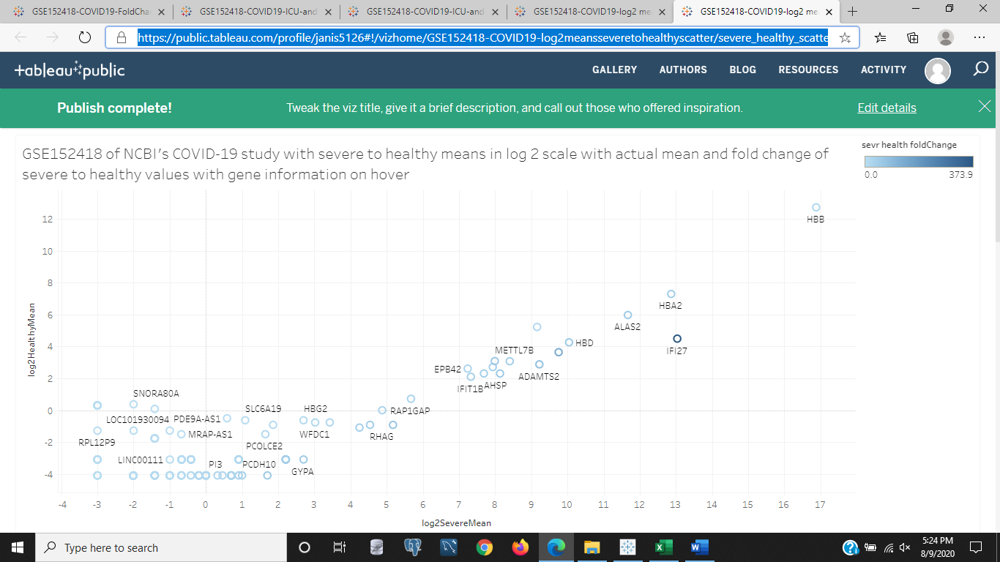 GSE152418-COVID19-FoldCha
GSE152418-COVID19-ICU-and
GSE152418-COVID19-ICU-and
GSE152418-COVID19-log2 me
GSE152418-COVID19-log2 me
https://public.tableau.com/profile/janis5126#!/vizhome/GSE152418-COVID19-log2meansseveretohealthyscatter/severe_healthy_scatte
+ableau public
GALLERY AUTHORS BLOG RESOURCES ACTIVITY
Publish complete! Tweak the viz title, give it a brief description, and call out those who offered inspiration. Edit details
GSE152418 of NCBI's COVID-19 study with severe to healthy means in log 2 scale with actual mean and fold change of
severe to healthy values with gene information on hover
sevr health foldChange
0.0 373.9
12
10
8
6
4
2
0
-2
-4
log2HealthyMean
HBB
HBA2
ALAS2
IFI27
HBD
METTL7B
ADAMTS2
EPB42
IFIT1B
AHSP
SNORA80A
SLC6A19
HBG2
RAP1GAP
LOC101930094
PDE9A-AS1
MRAP-AS1
WFDC1
RHAG
RPL12P9
PCOLCE2
LINC00111
PI3
PCDH10
GYPA
-4 -3 -2 -1 0 1 2 3 4 5 6 7 8 9 10 11 12 13 14 15 16 17
log2SevereMean
Type here to search
5:24 PM
8/9/2020